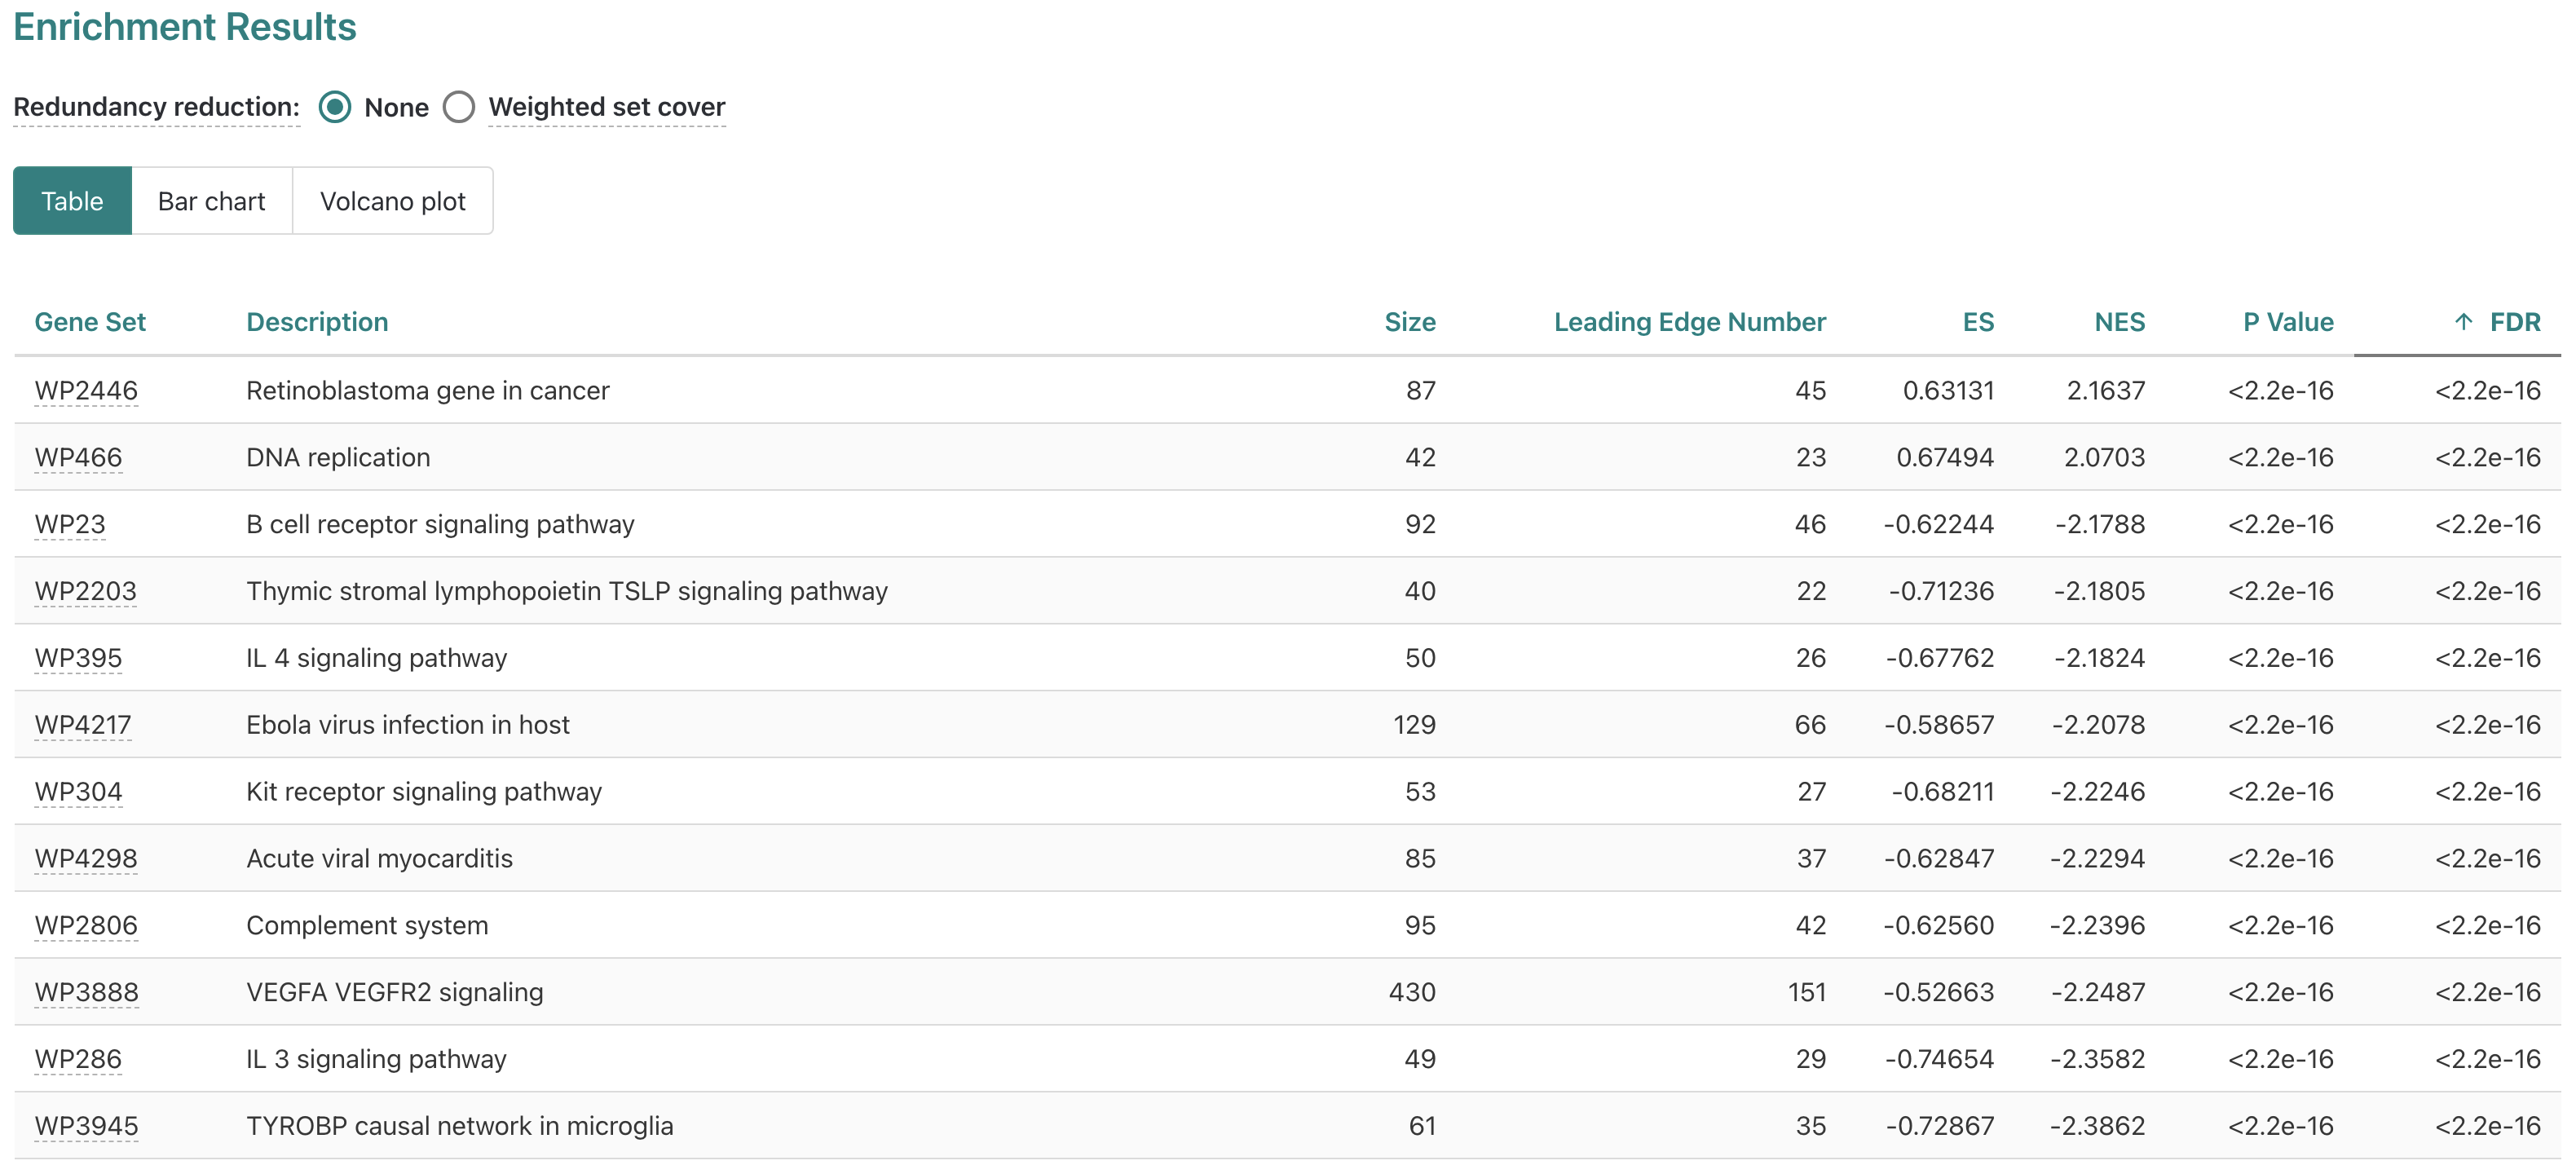 Enrichment Results
Redundancy reduction: None Weighted set cover
Table Bar chart Volcano plot
Gene Set Description Size Leading Edge Number ES NES P Value ↑ FDR
WP2446 Retinoblastoma gene in cancer 87 45 0.63131 2.1637 <2.2e-16 <2.2e-16
WP466 DNA replication 42 23 0.67494 2.0703 <2.2e-16 <2.2e-16
WP23 B cell receptor signaling pathway 92 46 -0.62244 -2.1788 <2.2e-16 <2.2e-16
WP2203 Thymic stromal lymphopoietin TSLP signaling pathway 40 22 -0.71236 -2.1805 <2.2e-16 <2.2e-16
WP395 IL 4 signaling pathway 50 26 -0.67762 -2.1824 <2.2e-16 <2.2e-16
WP4217 Ebola virus infection in host 129 66 -0.58657 -2.2078 <2.2e-16 <2.2e-16
WP304 Kit receptor signaling pathway 53 27 -0.68211 -2.2246 <2.2e-16 <2.2e-16
WP4298 Acute viral myocarditis 85 37 -0.62847 -2.2294 <2.2e-16 <2.2e-16
WP2806 Complement system 95 42 -0.62560 -2.2396 <2.2e-16 <2.2e-16
WP3888 VEGFA VEGFR2 signaling 430 151 -0.52663 -2.2487 <2.2e-16 <2.2e-16
WP286 IL 3 signaling pathway 49 29 -0.74654 -2.3582 <2.2e-16 <2.2e-16
WP3945 TYROBP causal network in microglia 61 35 -0.72867 -2.3862 <2.2e-16 <2.2e-16